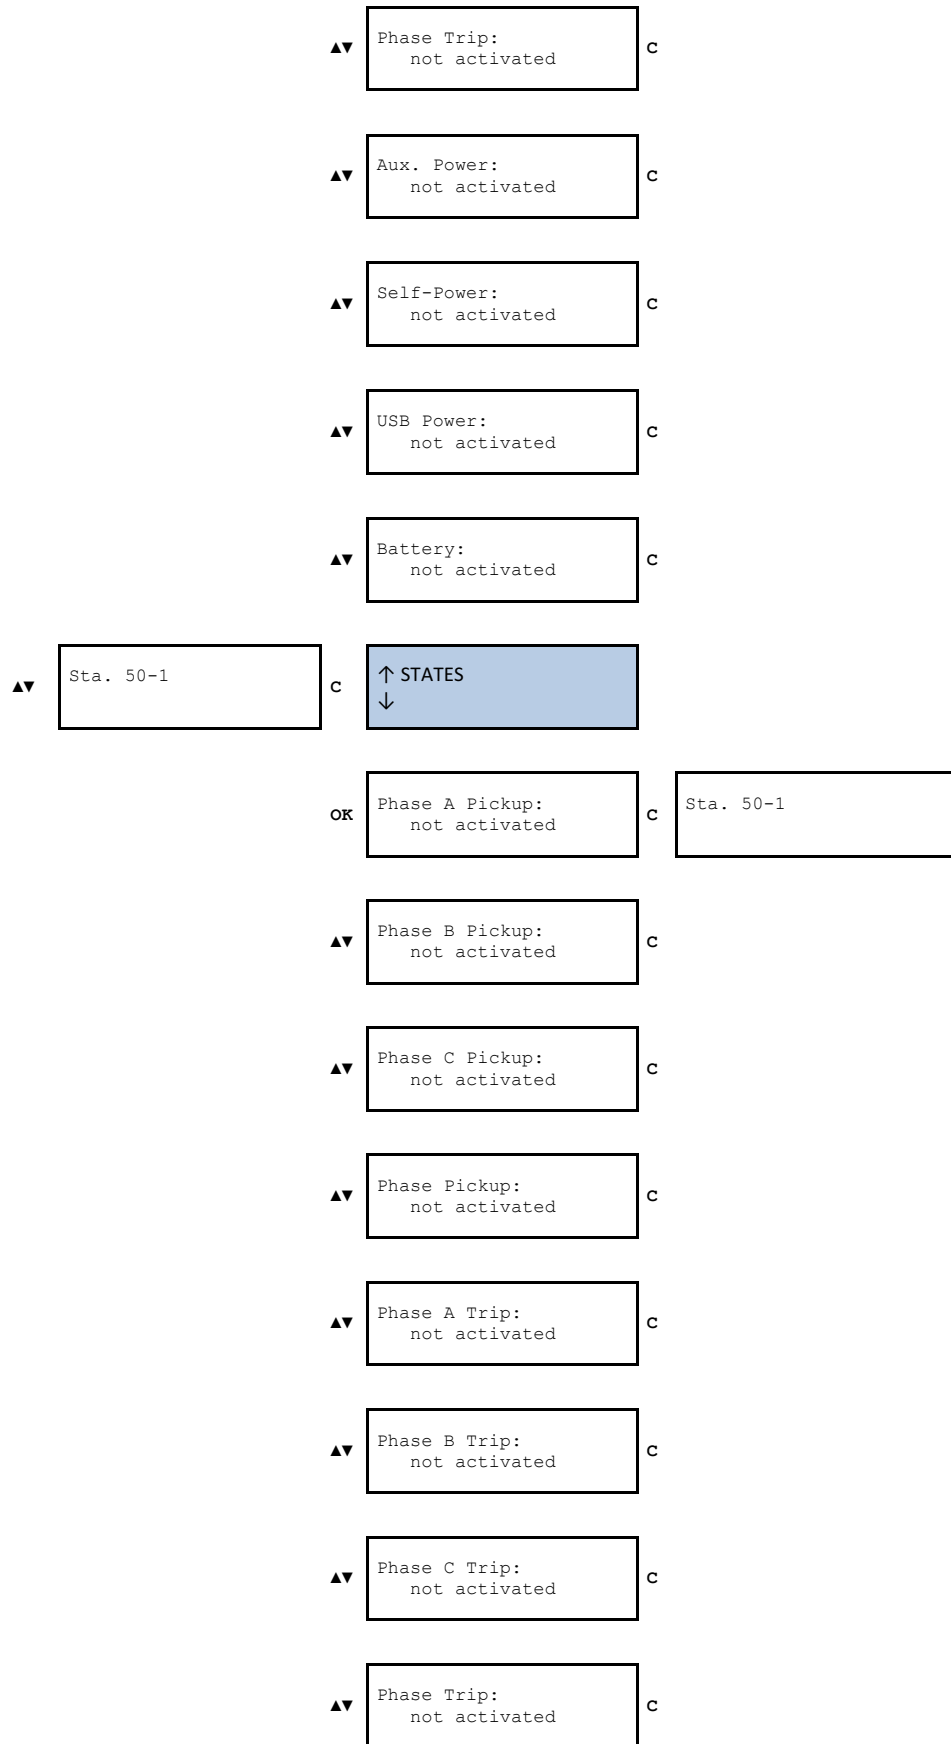 ▲▼ Phase Trip: C
not activated
▲▼ Aux. Power: C
not activated
▲▼ Self-Power: C
not activated
▲▼ USB Power: C
not activated
▲▼ Battery: C
not activated
▲▼ Sta. 50-1 C ↑ STATES
↓
OK Phase A Pickup: C Sta. 50-1
not activated
▲▼ Phase B Pickup: C
not activated
▲▼ Phase C Pickup: C
not activated
▲▼ Phase Pickup: C
not activated
▲▼ Phase A Trip: C
not activated
▲▼ Phase B Trip: C
not activated
▲▼ Phase C Trip: C
not activated
▲▼ Phase Trip: C
not activated